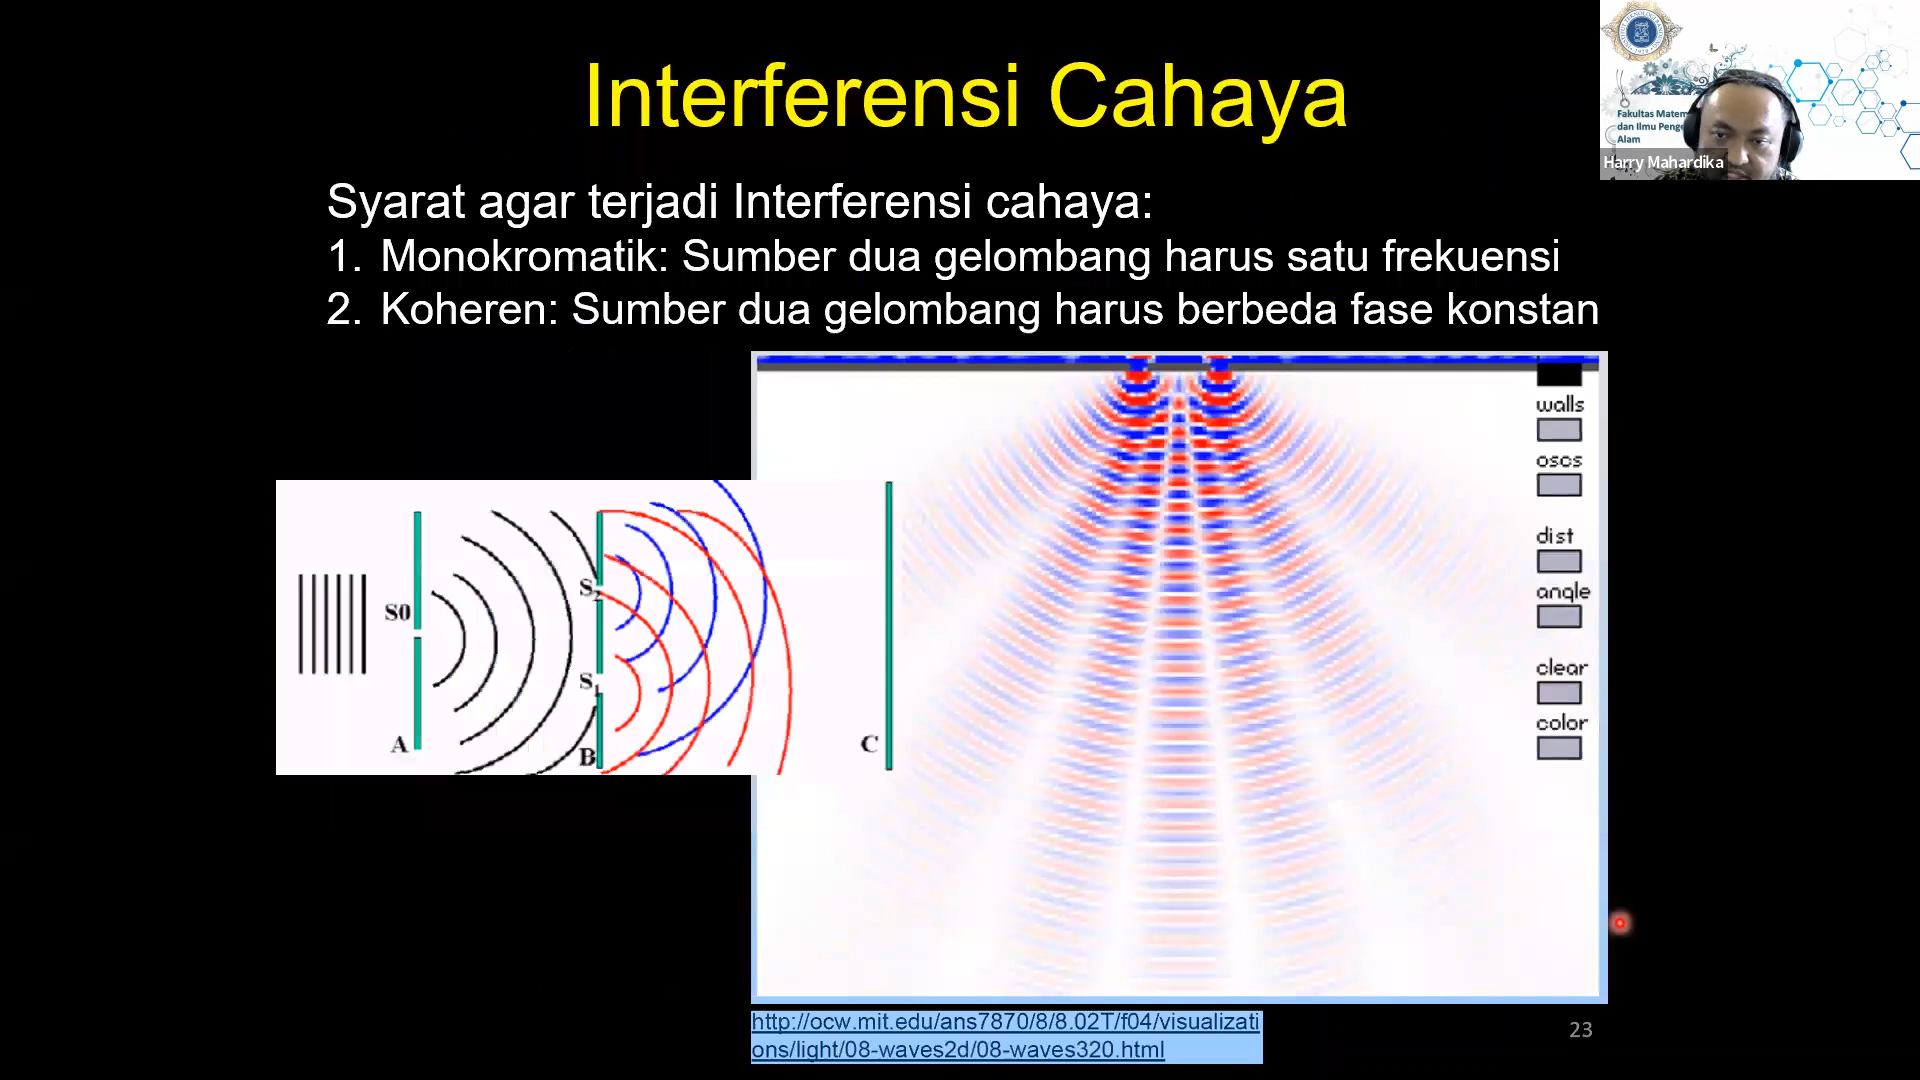 Interferensi Cahaya
Fakultas Matem
dan Ilmu Penge
Alam
Harry Mahardika
Syarat agar terjadi Interferensi cahaya:
1. Monokromatik: Sumber dua gelombang harus satu frekuensi
2. Koheren: Sumber dua gelombang harus berbeda fase konstan
walls
oscs
dist
angle
clear
color
S0
S2
S1
A
B
C
http://ocw.mit.edu/ans7870/8/8.02T/f04/visualizati
ons/light/08-waves2d/08-waves320.html
23